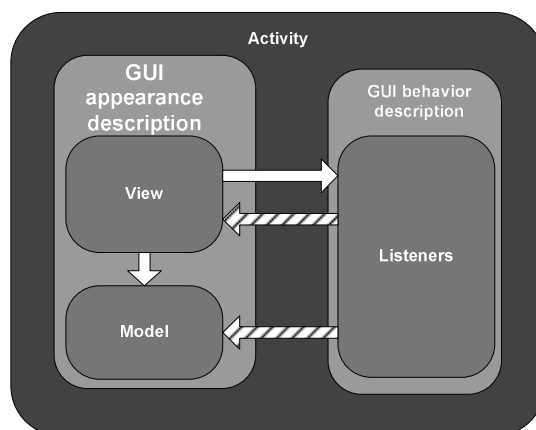 Activity
GUI
appearance
description
GUI behavior
description
View
Listeners
Model